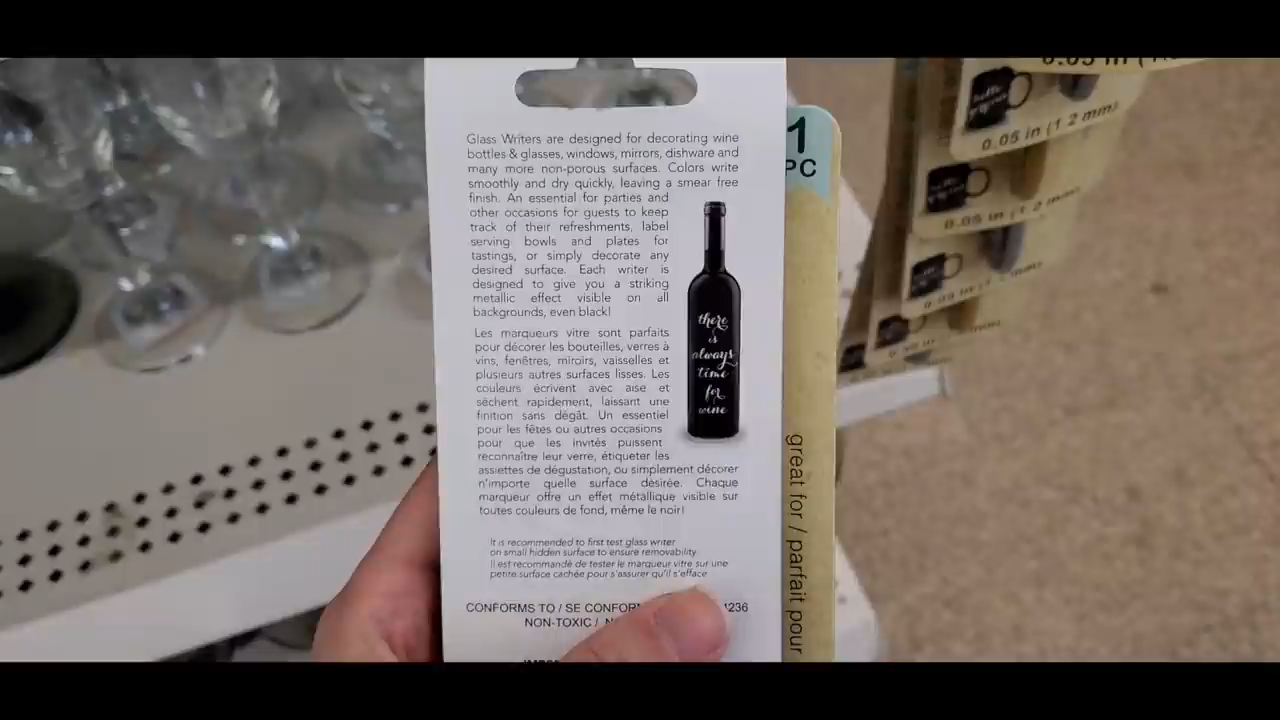 Glass Writers are designed for decorating wine
bottles & glasses, windows, mirrors, dishware and
many more non-porous surfaces. Colors write
smoothly and dry quickly, leaving a smear free
finish. An essential for parties and
other occasions for guests to keep
track of their refreshments, label
serving bowls and plates for
tastings, or simply decorate any
desired surface. Each writer is
designed to give you a striking
metallic effect visible on all
backgrounds, even black!
Les marqueurs vitre sont parfaits
pour décorer les bouteilles, verres à
vins, fenêtres, miroirs, vaisselles et
plusieurs autres surfaces lisses. Les
couleurs écrivent avec aise et
sèchent rapidement, laissant une
finition sans dégât. Un essentiel
pour les fêtes ou autres occasions
pour que les invités puissent
reconnaître leur verre, étiqueter les
assiettes de dégustation, ou simplement décorer
n'importe quelle surface désirée. Chaque
marqueur offre un effet métallique visible sur
toutes couleurs de fond, même le noir!
there
is
always
time
for
wine
It is recommended to first test glass writer
on small hidden surface to ensure removability
Il est recommandé de tester le marqueur vitre sur une
petite surface cachée pour s'assurer qu'il s'efface
CONFORMS TO / SE CONFOR 1236
NON-TOXIC /
1
PC
great for / parfait pour
0.05 in (1.2 mm)
0.05 in (1.2 mm)